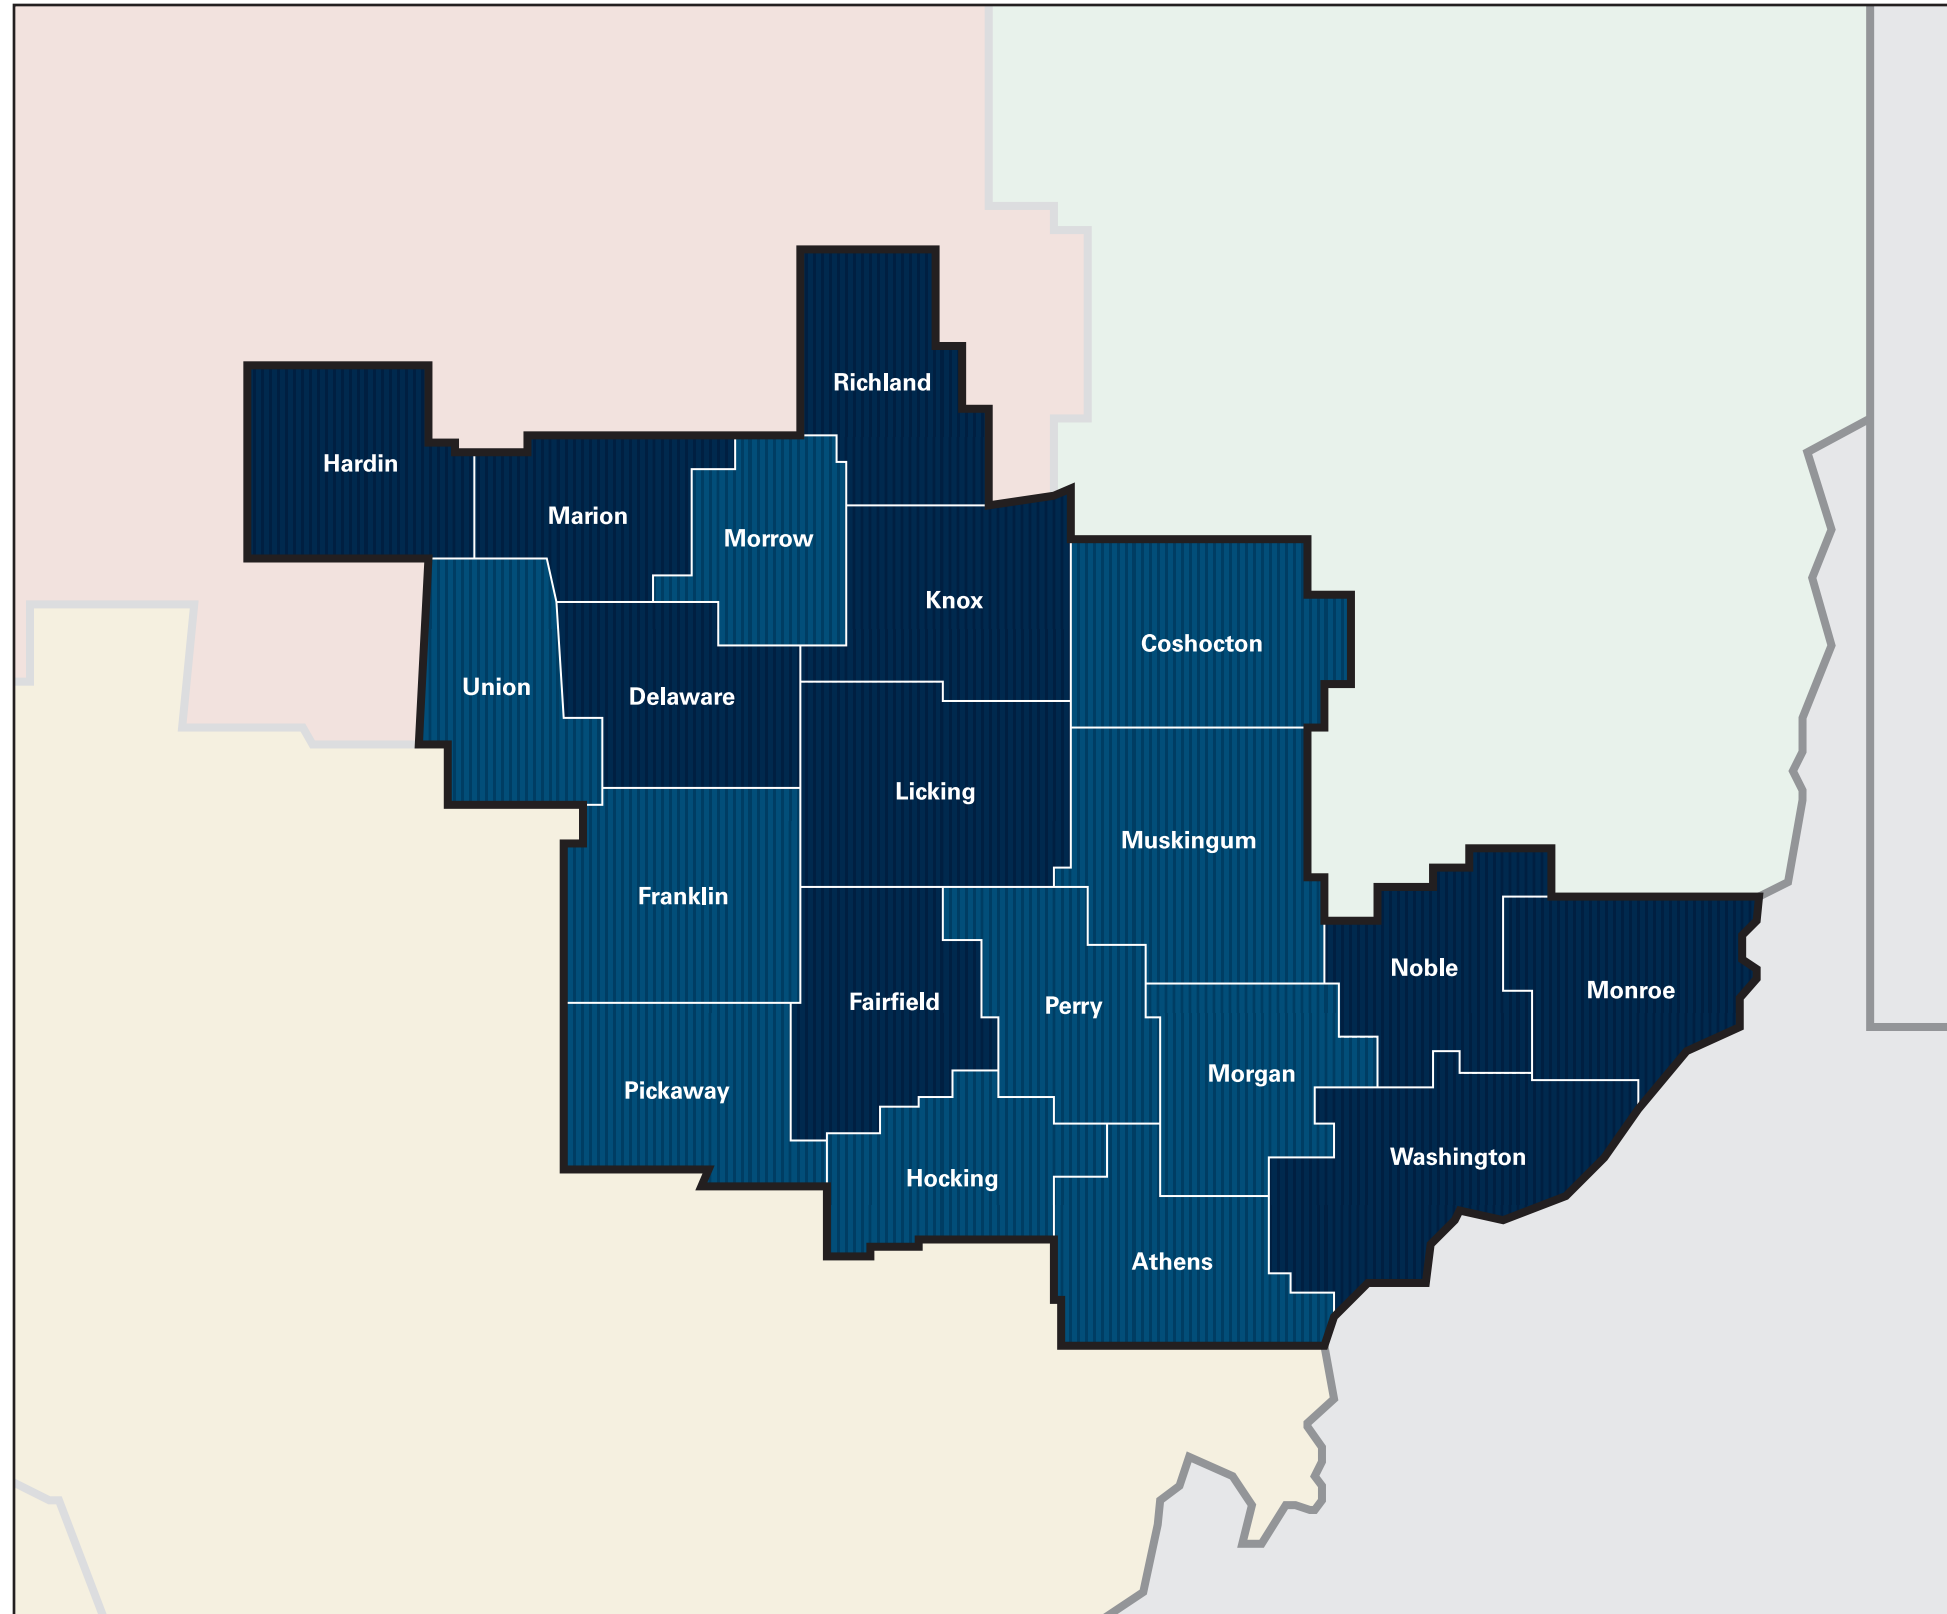 Richland
Hardin
Marion
Morrow
Knox
Coshocton
Union
Delaware
Licking
Muskingum
Franklin
Noble
Monroe
Fairfield
Perry
Morgan
Pickaway
Washington
Hocking
Athens